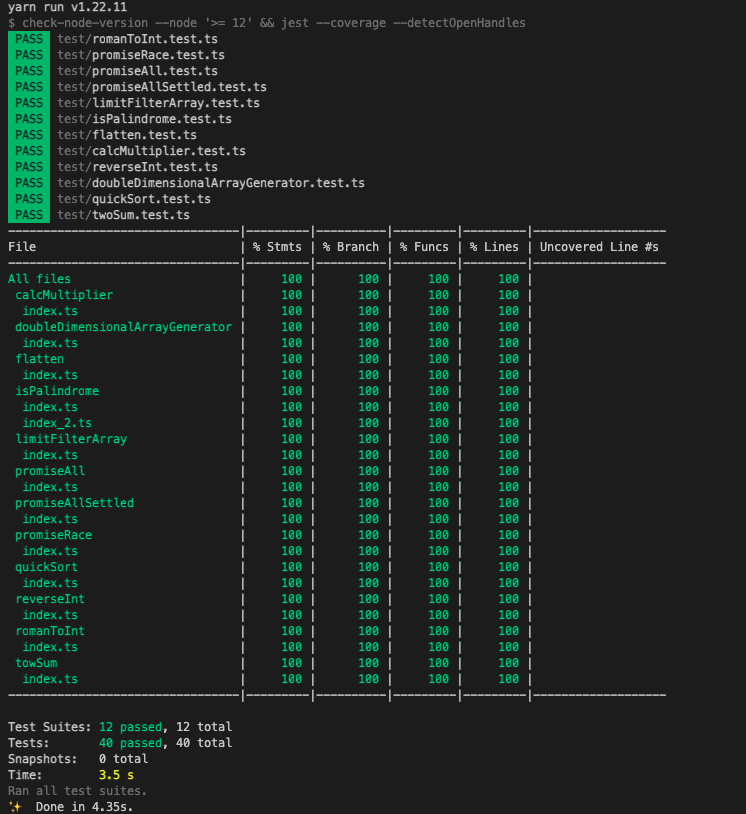 yarn run v1.22.11
$ check-node-version --node '>= 12' && jest --coverage --detectOpenHandles
PASS test/romanToInt.test.ts
PASS test/promiseRace.test.ts
PASS test/promiseAll.test.ts
PASS test/promiseAllSettled.test.ts
PASS test/limitFilterArray.test.ts
PASS test/isPalindrome.test.ts
PASS test/flatten.test.ts
PASS test/calcMultiplier.test.ts
PASS test/reverseInt.test.ts
PASS test/doubleDimensionalArrayGenerator.test.ts
PASS test/quickSort.test.ts
PASS test/twoSum.test.ts
---------------------------------|---------|----------|---------|---------|-------------------
File                             | % Stmts | % Branch | % Funcs | % Lines | Uncovered Line #s
---------------------------------|---------|----------|---------|---------|-------------------
All files                        |     100 |      100 |     100 |     100 |
 calcMultiplier                  |     100 |      100 |     100 |     100 |
  index.ts                       |     100 |      100 |     100 |     100 |
 doubleDimensionalArrayGenerator |     100 |      100 |     100 |     100 |
  index.ts                       |     100 |      100 |     100 |     100 |
 flatten                         |     100 |      100 |     100 |     100 |
  index.ts                       |     100 |      100 |     100 |     100 |
 isPalindrome                    |     100 |      100 |     100 |     100 |
  index.ts                       |     100 |      100 |     100 |     100 |
  index_2.ts                     |     100 |      100 |     100 |     100 |
 limitFilterArray                |     100 |      100 |     100 |     100 |
  index.ts                       |     100 |      100 |     100 |     100 |
 promiseAll                      |     100 |      100 |     100 |     100 |
  index.ts                       |     100 |      100 |     100 |     100 |
 promiseAllSettled               |     100 |      100 |     100 |     100 |
  index.ts                       |     100 |      100 |     100 |     100 |
 promiseRace                     |     100 |      100 |     100 |     100 |
  index.ts                       |     100 |      100 |     100 |     100 |
 quickSort                       |     100 |      100 |     100 |     100 |
  index.ts                       |     100 |      100 |     100 |     100 |
 reverseInt                      |     100 |      100 |     100 |     100 |
  index.ts                       |     100 |      100 |     100 |     100 |
 romanToInt                      |     100 |      100 |     100 |     100 |
  index.ts                       |     100 |      100 |     100 |     100 |
 towSum                          |     100 |      100 |     100 |     100 |
  index.ts                       |     100 |      100 |     100 |     100 |
---------------------------------|---------|----------|---------|---------|-------------------
Test Suites: 12 passed, 12 total
Tests:       40 passed, 40 total
Snapshots:   0 total
Time:        3.5 s
Ran all test suites.
✨  Done in 4.35s.